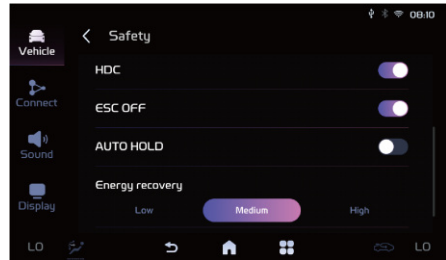 08:10
Vehicle
Safety
HDC
Connect
ESC OFF
AUTO HOLD
Sound
Energy recovery
Display
Low Medium High
LO LO